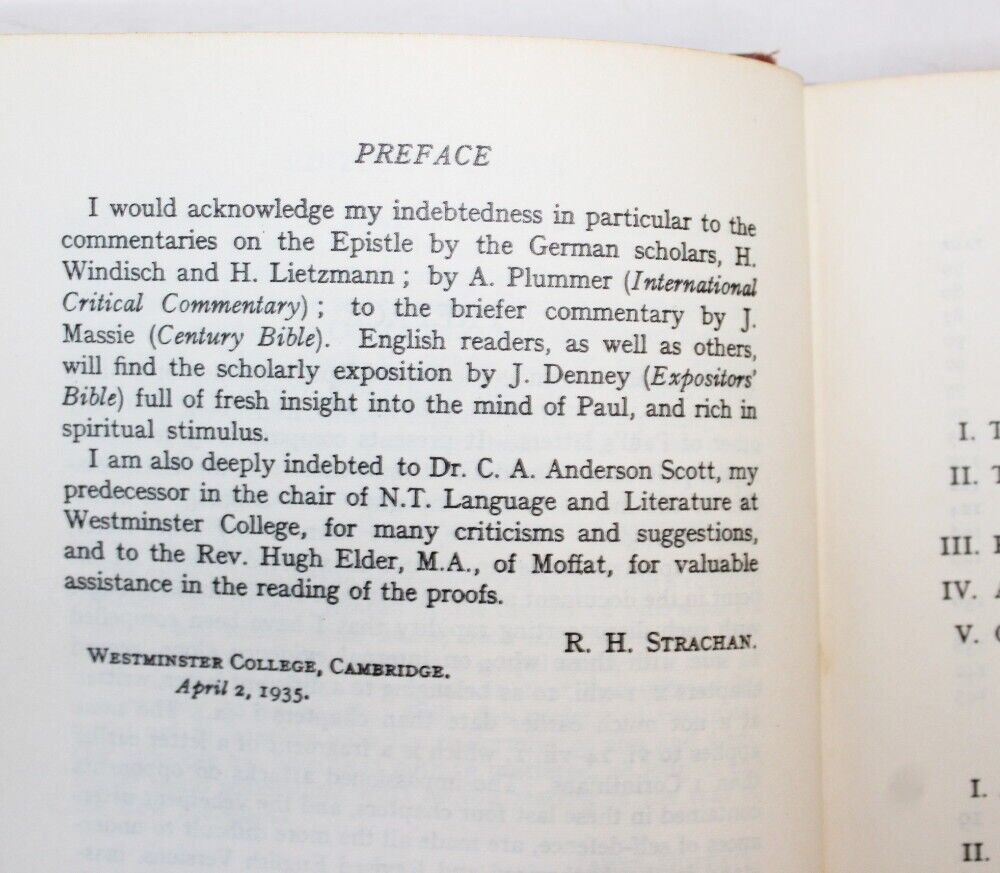 PREFACE
I would acknowledge my indebtedness in particular to the
commentaries on the Epistle by the German scholars, H.
Windisch and H. Lietzmann ; by A. Plummer (International
Critical Commentary) ; to the briefer commentary by J.
Massie (Century Bible). English readers, as well as others,
will find the scholarly exposition by J. Denney (Expositors'
Bible) full of fresh insight into the mind of Paul, and rich in
spiritual stimulus.
I am also deeply indebted to Dr. C. A. Anderson Scott, my
predecessor in the chair of N.T. Language and Literature at
Westminster College, for many criticisms and suggestions,
and to the Rev. Hugh Elder, M.A., of Moffat, for valuable
assistance in the reading of the proofs.
R. H. STRACHAN.
WESTMINSTER COLLEGE, CAMBRIDGE.
April 2, 1935.
I.
II.
III.
IV.
V.
I.
II.